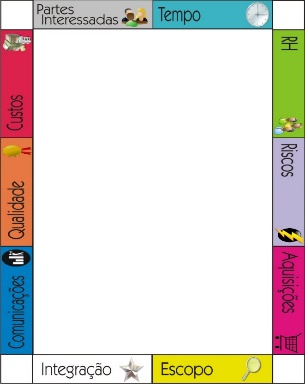 Partes
Interessadas
Tempo
RH
Riscos
Aquisições
Custos
Qualidade
Comunicações
Integração
Escopo